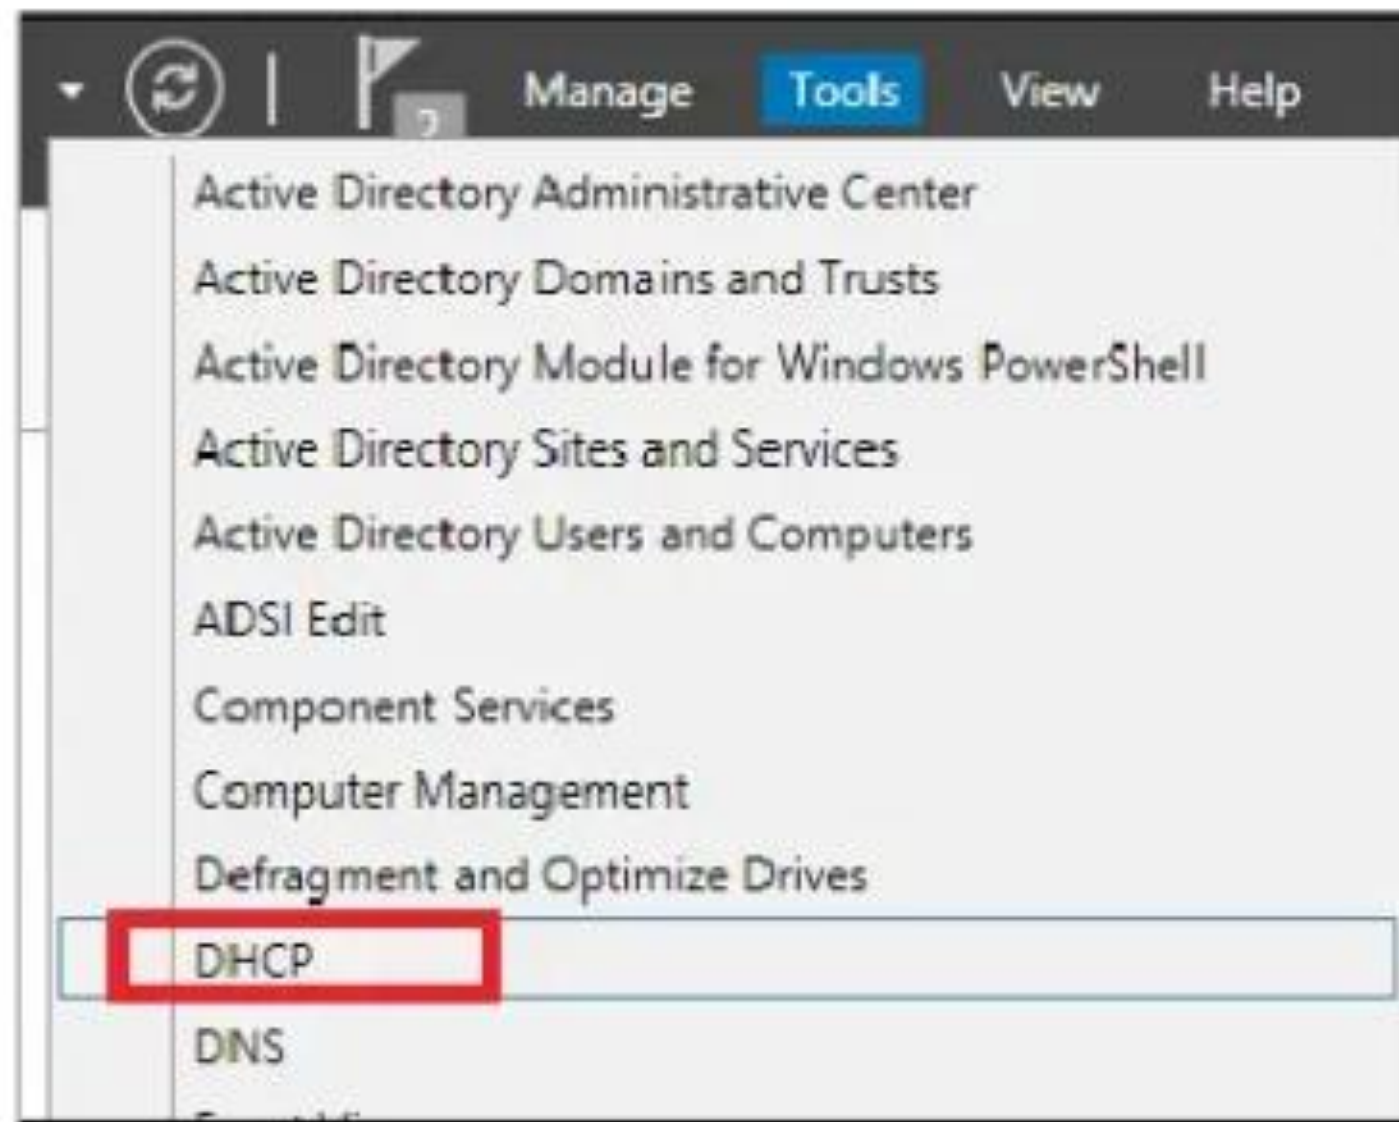 Manage Tools View Help
Active Directory Administrative Center
Active Directory Domains and Trusts
Active Directory Module for Windows PowerShell
Active Directory Sites and Services
Active Directory Users and Computers
ADSI Edit
Component Services
Computer Management
Defragment and Optimize Drives
DHCP
DNS